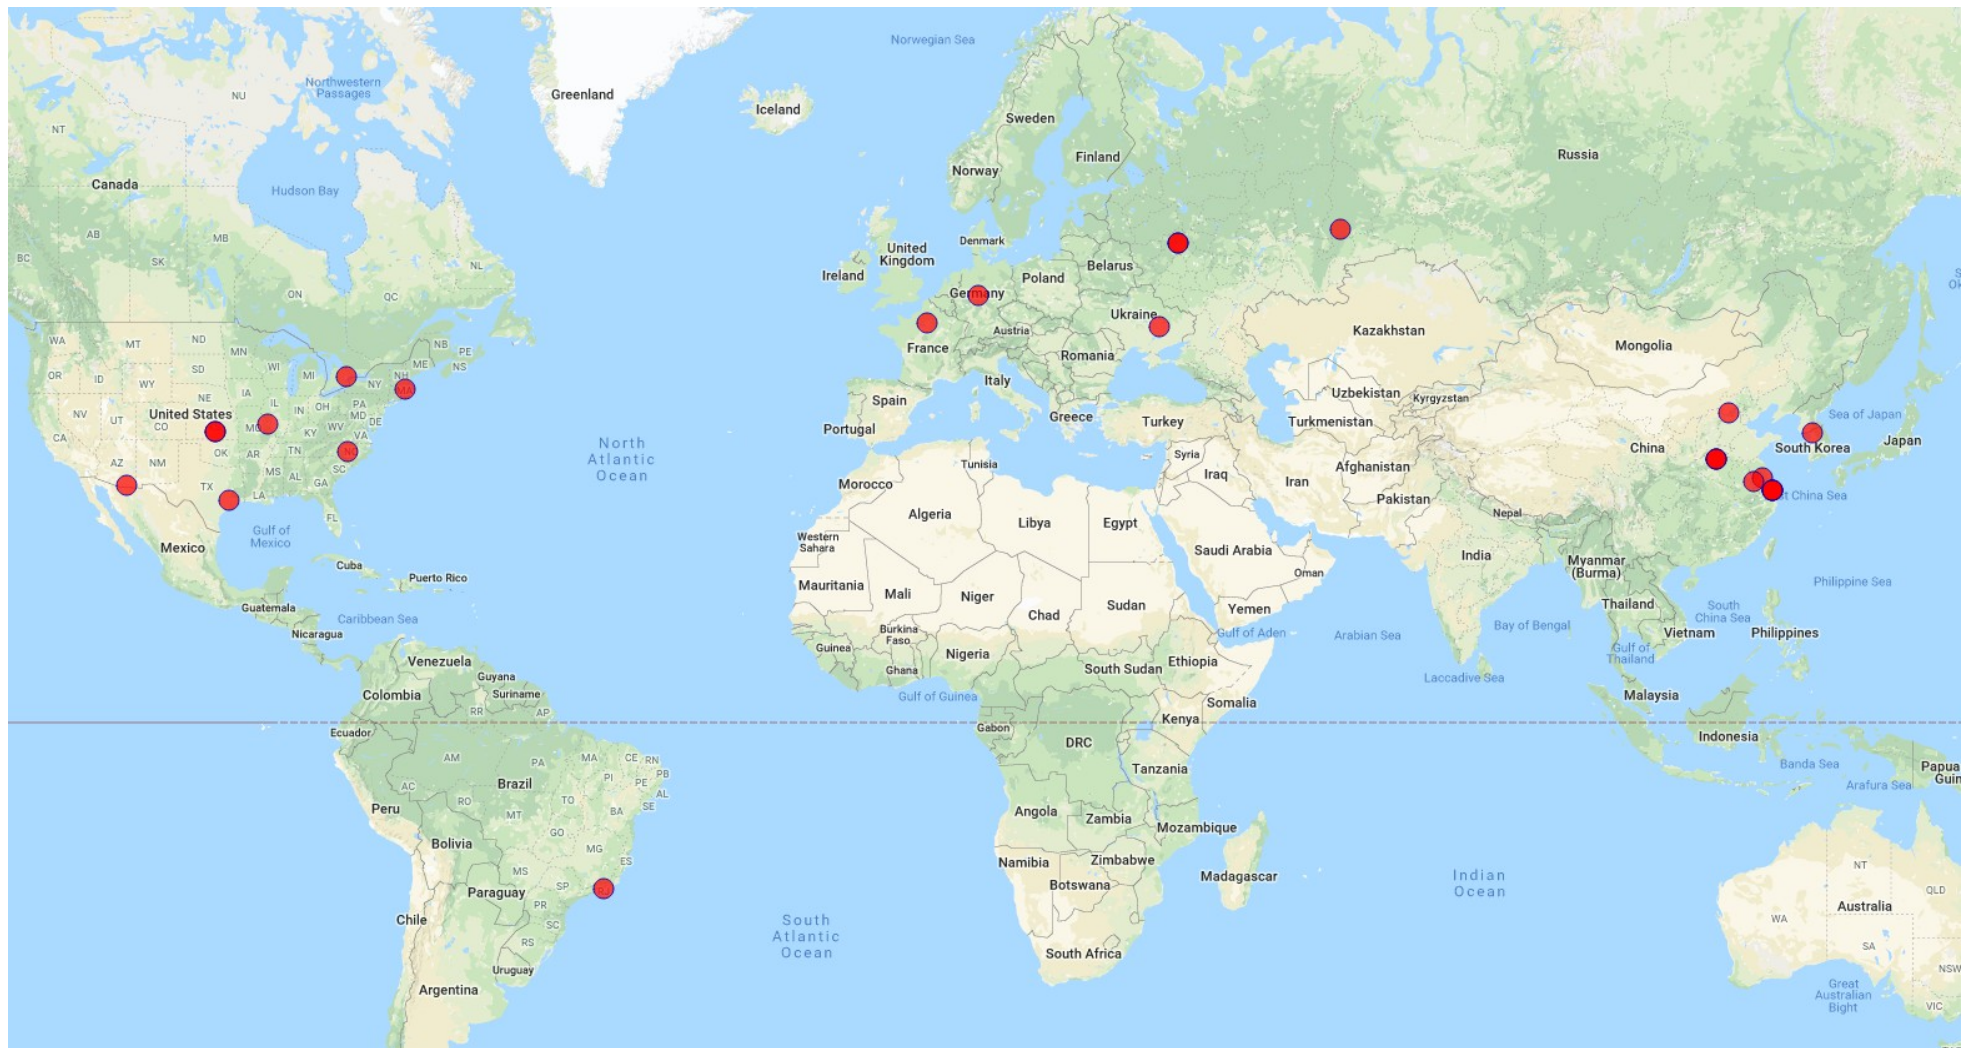 Norwegian Sea
Northwestern
Passages
NU
Greenland
Iceland
NT
Sweden
Finland
Russia
Norway
Canada
Hudson Bay
AB
MB
SK
BC
NL
ON
QC
Denmark
United
Kingdom
Ireland
Belarus
Poland
Germany
Ukraine
Austria
France
Romania
Kazakhstan
Mongolia
WA
MT
ND
MN
NB
PE
NS
ME
OR
ID
SD
WI
MI
NH
WY
NY
MA
NE
IA
IL
IN
OH
PA
MD
DE
NV
UT
United States
CO
CA
KY
WV
VA
OK
AR
TN
NC
AZ
NM
SC
MS
AL
GA
TX
LA
FL
Italy
Spain
Portugal
Greece
Turkey
Uzbekistan
Kyrgyzstan
Turkmenistan
China
Sea of Japan
South Korea
Japan
North
Atlantic
Ocean
Tunisia
Syria
Iraq
Iran
Afghanistan
Pakistan
Morocco
Algeria
Libya
Egypt
Nepal
China Sea
Gulf of
Mexico
Mexico
Western
Sahara
Saudi Arabia
India
Myanmar
(Burma)
Oman
Cuba
Puerto Rico
Mauritania
Mali
Niger
Chad
Sudan
Yemen
Philippine Sea
Guatemala
Caribbean Sea
Nicaragua
Thailand
South
China Sea
Burkina
Faso
Guinea
Gulf of Aden
Arabian Sea
Bay of Bengal
Vietnam
Philippines
Nigeria
Ghana
South Sudan
Ethiopia
Gulf of
Thailand
Venezuela
Guyana
Suriname
Colombia
Gulf of Guinea
Somalia
Laccadive Sea
Malaysia
RR
AP
Ecuador
Gabon
Kenya
Indonesia
DRC
Tanzania
Banda Sea
Papua
Arafura Sea
AM
PA
MA
CE
RN
PB
PI
PE
AL
SE
AC
Brazil
RO
TO
BA
MT
Peru
GO
Bolivia
MG
ES
MS
SP
RJ
Paraguay
PR
SC
Chile
RS
Uruguay
Argentina
Angola
Zambia
Mozambique
Namibia
Zimbabwe
Botswana
Madagascar
South Africa
South
Atlantic
Ocean
Indian
Ocean
NT
QLD
Australia
WA
SA
NSW
Great
Australian
Bight
VIC